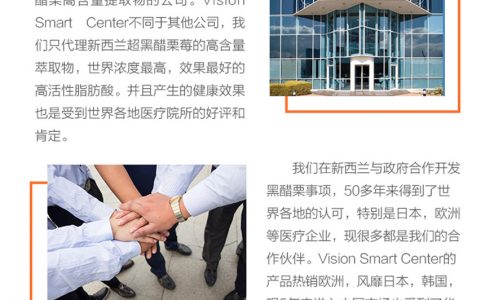 醋栗高含量提取物的公司。Vision
Smart Center不同于其他公司，我
们只代理新西兰超黑醋栗莓的高含量
萃取物，世界浓度最高，效果最好的
高活性脂肪酸。并且产生的健康效果
也是受到世界各地医疗院所的好评和
肯定。
我们在新西兰与政府合作开发
黑醋栗事项，50多年来得到了世
界各地的认可，特别是日本，欧洲
等医疗企业，现很多都是我们的合
作伙伴。Vision Smart Center的
产品热销欧洲，风靡日本，韩国，